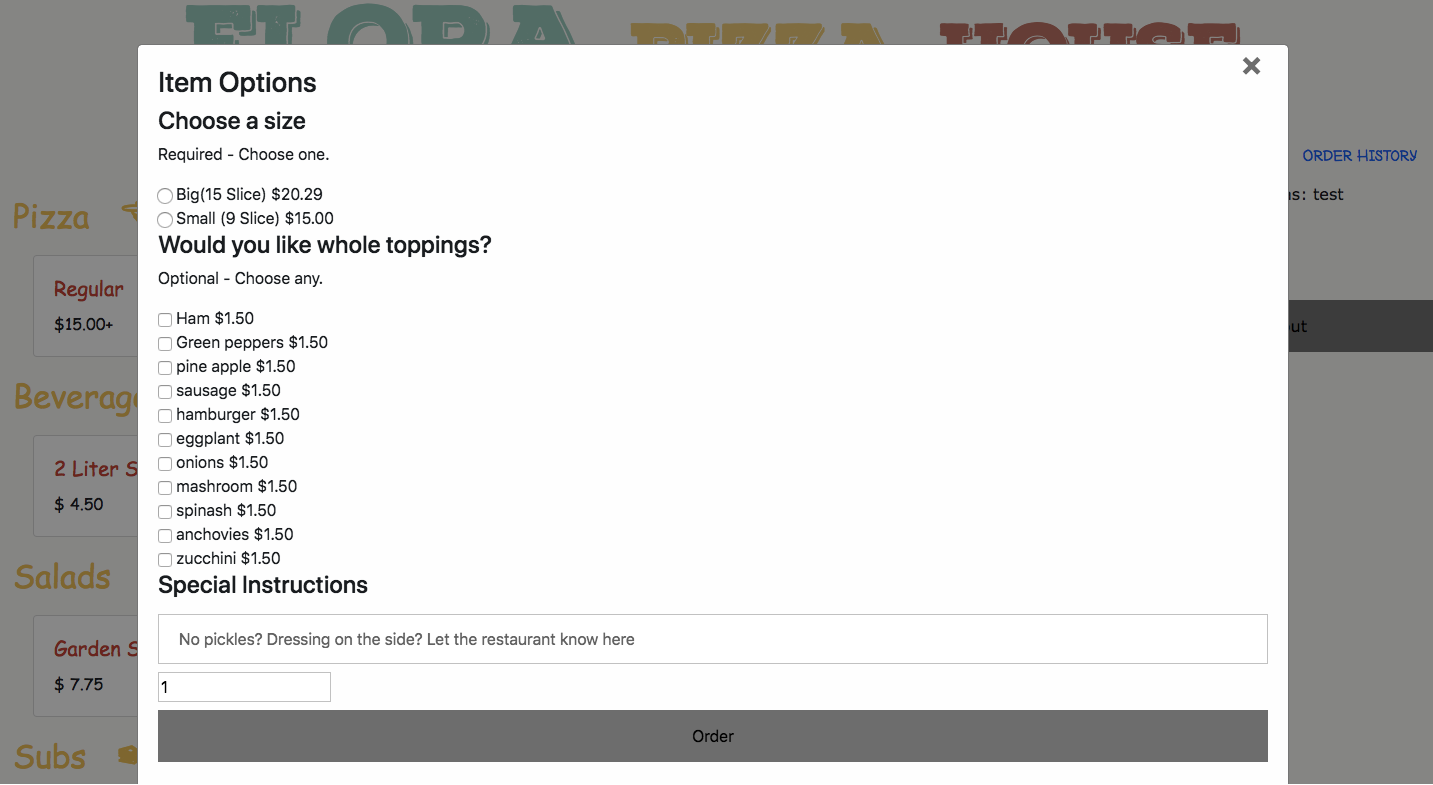 FLORA PIZZA HOUSE
Item Options
Choose a size
Required - Choose one.
Big(15 Slice) $20.29
Small (9 Slice) $15.00
Would you like whole toppings?
Optional - Choose any.
Ham $1.50
Green peppers $1.50
pine apple $1.50
sausage $1.50
hamburger $1.50
eggplant $1.50
onions $1.50
mashroom $1.50
spinash $1.50
anchovies $1.50
zucchini $1.50
Special Instructions
No pickles? Dressing on the side? Let the restaurant know here
1
Order
ORDER HISTORY
test
Pizza
Regular
$15.00+
2 Liter
$ 4.50
Salads
Garden
$ 7.75
Subs